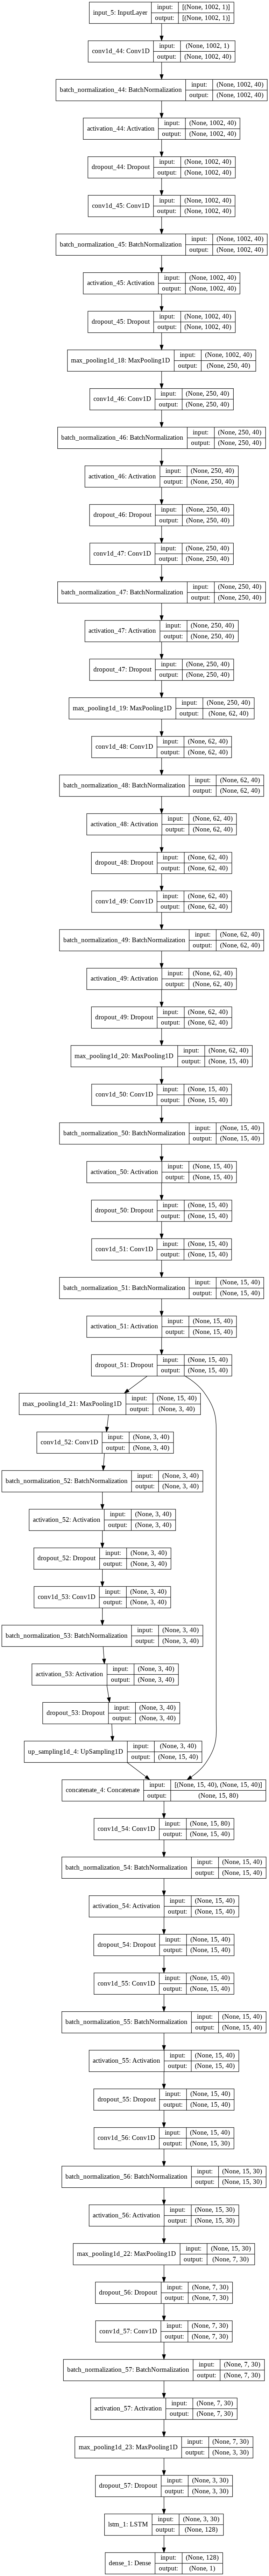 input_5: InputLayer input: [(None, 1002, 1)]
output: [(None, 1002, 1)]
conv1d_44: Conv1D input: (None, 1002, 1)
output: (None, 1002, 40)
batch_normalization_44: BatchNormalization input: (None, 1002, 40)
output: (None, 1002, 40)
activation_44: Activation input: (None, 1002, 40)
output: (None, 1002, 40)
dropout_44: Dropout input: (None, 1002, 40)
output: (None, 1002, 40)
conv1d_45: Conv1D input: (None, 1002, 40)
output: (None, 1002, 40)
batch_normalization_45: BatchNormalization input: (None, 1002, 40)
output: (None, 1002, 40)
activation_45: Activation input: (None, 1002, 40)
output: (None, 1002, 40)
dropout_45: Dropout input: (None, 1002, 40)
output: (None, 1002, 40)
max_pooling1d_18: MaxPooling1D input: (None, 1002, 40)
output: (None, 250, 40)
conv1d_46: Conv1D input: (None, 250, 40)
output: (None, 250, 40)
batch_normalization_46: BatchNormalization input: (None, 250, 40)
output: (None, 250, 40)
activation_46: Activation input: (None, 250, 40)
output: (None, 250, 40)
dropout_46: Dropout input: (None, 250, 40)
output: (None, 250, 40)
conv1d_47: Conv1D input: (None, 250, 40)
output: (None, 250, 40)
batch_normalization_47: BatchNormalization input: (None, 250, 40)
output: (None, 250, 40)
activation_47: Activation input: (None, 250, 40)
output: (None, 250, 40)
dropout_47: Dropout input: (None, 250, 40)
output: (None, 250, 40)
max_pooling1d_19: MaxPooling1D input: (None, 250, 40)
output: (None, 62, 40)
conv1d_48: Conv1D input: (None, 62, 40)
output: (None, 62, 40)
batch_normalization_48: BatchNormalization input: (None, 62, 40)
output: (None, 62, 40)
activation_48: Activation input: (None, 62, 40)
output: (None, 62, 40)
dropout_48: Dropout input: (None, 62, 40)
output: (None, 62, 40)
conv1d_49: Conv1D input: (None, 62, 40)
output: (None, 62, 40)
batch_normalization_49: BatchNormalization input: (None, 62, 40)
output: (None, 62, 40)
activation_49: Activation input: (None, 62, 40)
output: (None, 62, 40)
dropout_49: Dropout input: (None, 62, 40)
output: (None, 62, 40)
max_pooling1d_20: MaxPooling1D input: (None, 62, 40)
output: (None, 15, 40)
conv1d_50: Conv1D input: (None, 15, 40)
output: (None, 15, 40)
batch_normalization_50: BatchNormalization input: (None, 15, 40)
output: (None, 15, 40)
activation_50: Activation input: (None, 15, 40)
output: (None, 15, 40)
dropout_50: Dropout input: (None, 15, 40)
output: (None, 15, 40)
conv1d_51: Conv1D input: (None, 15, 40)
output: (None, 15, 40)
batch_normalization_51: BatchNormalization input: (None, 15, 40)
output: (None, 15, 40)
activation_51: Activation input: (None, 15, 40)
output: (None, 15, 40)
dropout_51: Dropout input: (None, 15, 40)
output: (None, 15, 40)
max_pooling1d_21: MaxPooling1D input: (None, 15, 40)
output: (None, 3, 40)
conv1d_52: Conv1D input: (None, 3, 40)
output: (None, 3, 40)
batch_normalization_52: BatchNormalization input: (None, 3, 40)
output: (None, 3, 40)
activation_52: Activation input: (None, 3, 40)
output: (None, 3, 40)
dropout_52: Dropout input: (None, 3, 40)
output: (None, 3, 40)
conv1d_53: Conv1D input: (None, 3, 40)
output: (None, 3, 40)
batch_normalization_53: BatchNormalization input: (None, 3, 40)
output: (None, 3, 40)
activation_53: Activation input: (None, 3, 40)
output: (None, 3, 40)
dropout_53: Dropout input: (None, 3, 40)
output: (None, 3, 40)
up_sampling1d_4: UpSampling1D input: (None, 3, 40)
output: (None, 15, 40)
concatenate_4: Concatenate input: [(None, 15, 40), (None, 15, 40)]
output: (None, 15, 80)
conv1d_54: Conv1D input: (None, 15, 80)
output: (None, 15, 40)
batch_normalization_54: BatchNormalization input: (None, 15, 40)
output: (None, 15, 40)
activation_54: Activation input: (None, 15, 40)
output: (None, 15, 40)
dropout_54: Dropout input: (None, 15, 40)
output: (None, 15, 40)
conv1d_55: Conv1D input: (None, 15, 40)
output: (None, 15, 40)
batch_normalization_55: BatchNormalization input: (None, 15, 40)
output: (None, 15, 40)
activation_55: Activation input: (None, 15, 40)
output: (None, 15, 40)
dropout_55: Dropout input: (None, 15, 40)
output: (None, 15, 40)
conv1d_56: Conv1D input: (None, 15, 40)
output: (None, 15, 30)
batch_normalization_56: BatchNormalization input: (None, 15, 30)
output: (None, 15, 30)
activation_56: Activation input: (None, 15, 30)
output: (None, 15, 30)
max_pooling1d_22: MaxPooling1D input: (None, 15, 30)
output: (None, 7, 30)
dropout_56: Dropout input: (None, 7, 30)
output: (None, 7, 30)
conv1d_57: Conv1D input: (None, 7, 30)
output: (None, 7, 30)
batch_normalization_57: BatchNormalization input: (None, 7, 30)
output: (None, 7, 30)
activation_57: Activation input: (None, 7, 30)
output: (None, 7, 30)
max_pooling1d_23: MaxPooling1D input: (None, 7, 30)
output: (None, 3, 30)
dropout_57: Dropout input: (None, 3, 30)
output: (None, 3, 30)
lstm_1: LSTM input: (None, 3, 30)
output: (None, 128)
dense_1: Dense input: (None, 128)
output: (None, 1)